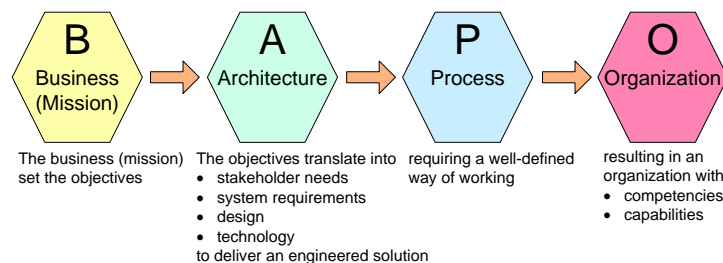 B
Business
(Mission)
A
Architecture
P
Process
O
Organization
The business (mission)
set the objectives
The objectives translate into
• stakeholder needs
• system requirements
• design
• technology
to deliver an engineered solution
requiring a well-defined
way of working
resulting in an
organization with
• competencies
• capabilities